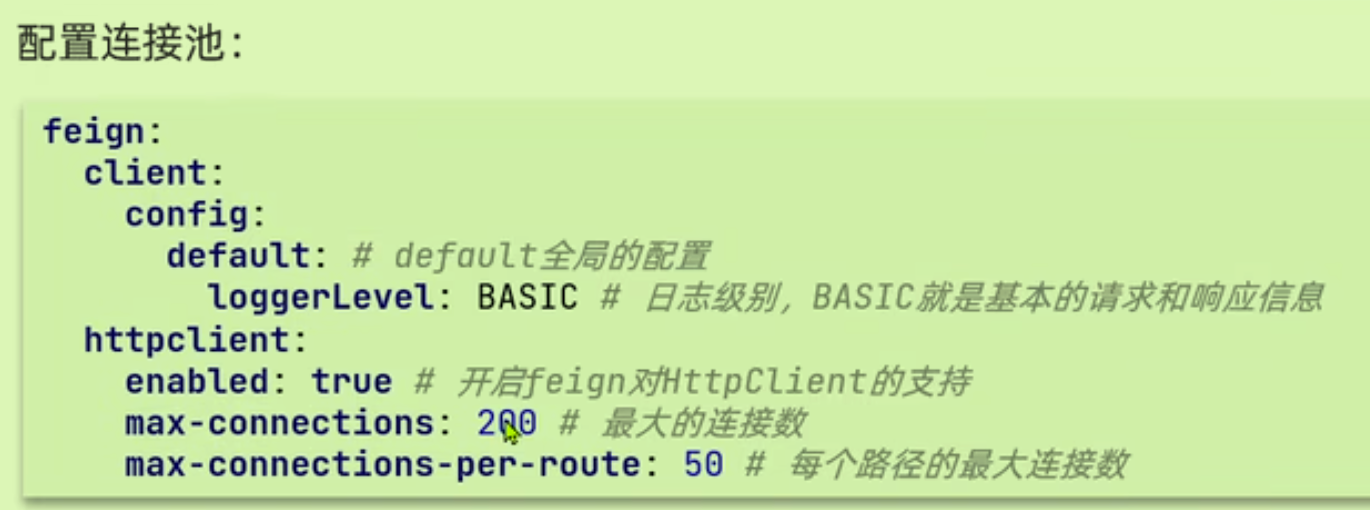 配置连接池：
feign:
  client:
    config:
      default: # default全局的配置
        loggerLevel: BASIC # 日志级别，BASIC就是基本的请求和响应信息
  httpclient:
    enabled: true # 开启feign对HttpClient的支持
    max-connections: 200 # 最大的连接数
    max-connections-per-route: 50 # 每个路径的最大连接数